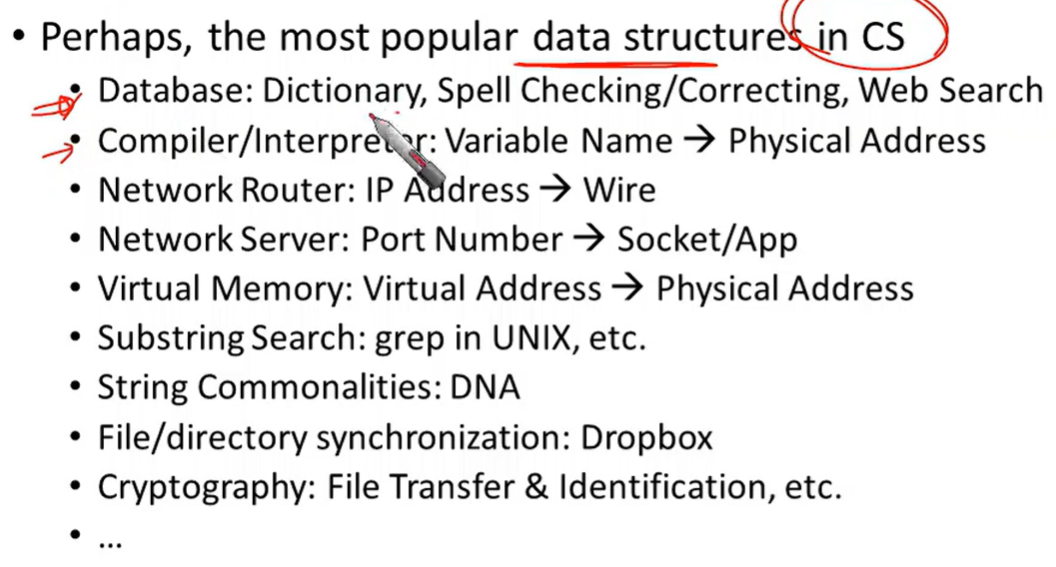 • Perhaps, the most popular data structures in CS
• Database: Dictionary, Spell Checking/Correcting, Web Search
• Compiler/Interpreter: Variable Name → Physical Address
• Network Router: IP Address → Wire
• Network Server: Port Number → Socket/App
• Virtual Memory: Virtual Address → Physical Address
• Substring Search: grep in UNIX, etc.
• String Commonalities: DNA
• File/directory synchronization: Dropbox
• Cryptography: File Transfer & Identification, etc.
• ...